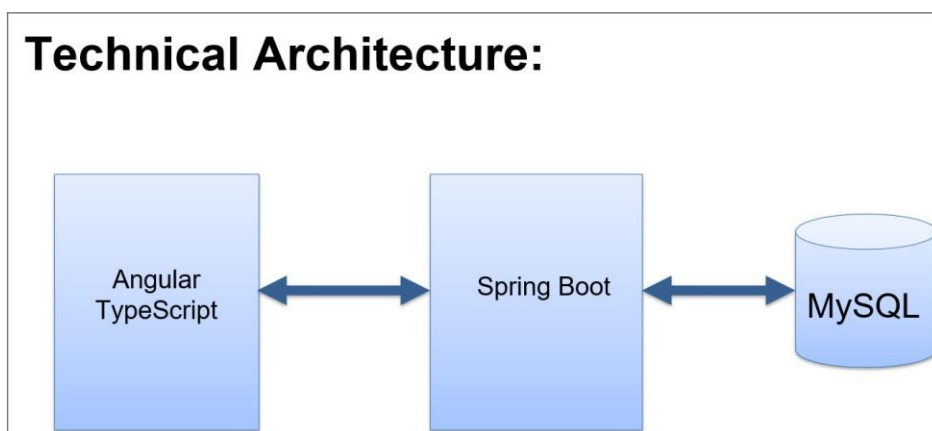 Technical Architecture:
Angular
TypeScript
Spring Boot
MySQL